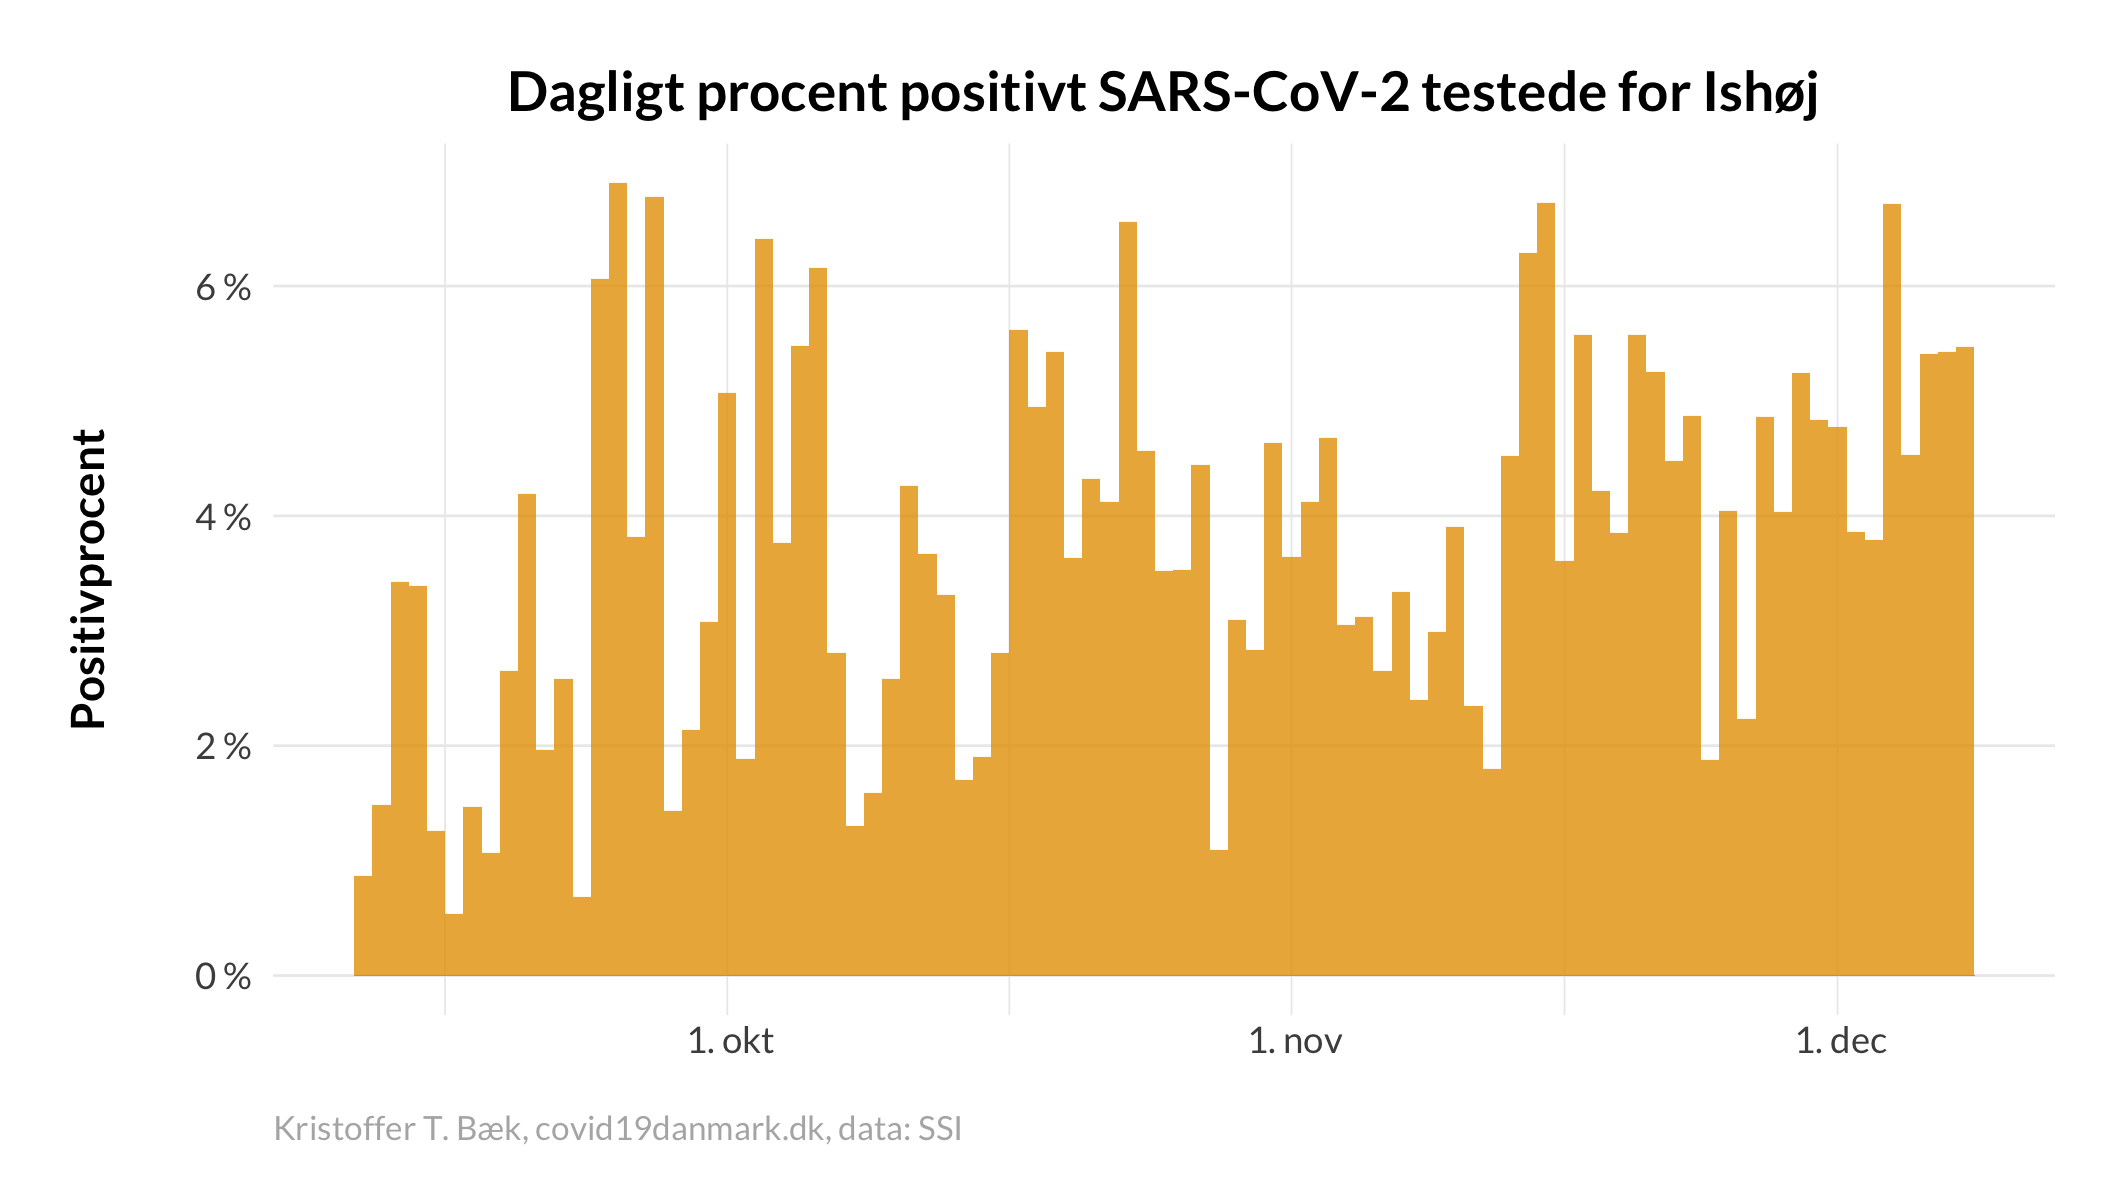 Dagligt procent positivt SARS-CoV-2 testede for Ishøj
Positivprocent
6 %
4 %
2 %
0 %
1. okt
1. nov
1. dec
Kristoffer T. Bæk, covid19danmark.dk, data: SSI